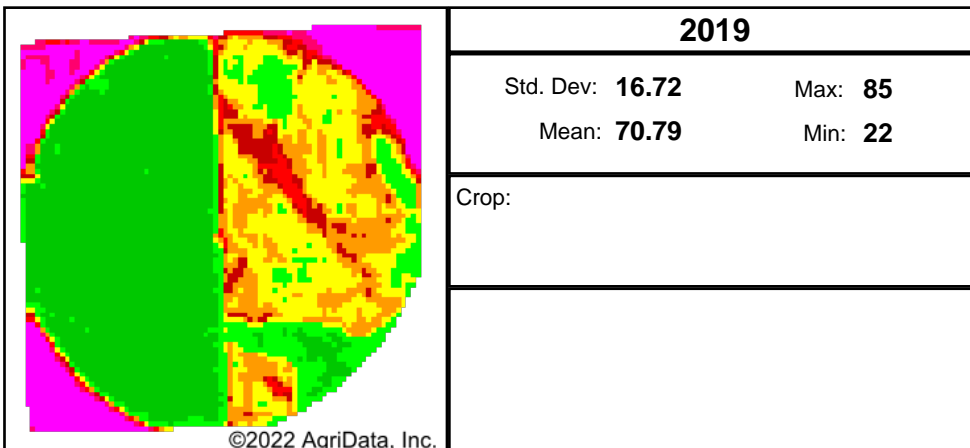 2019
Std. Dev: 16.72 Max: 85
Mean: 70.79 Min: 22
Crop:
©2022 AgriData, Inc.